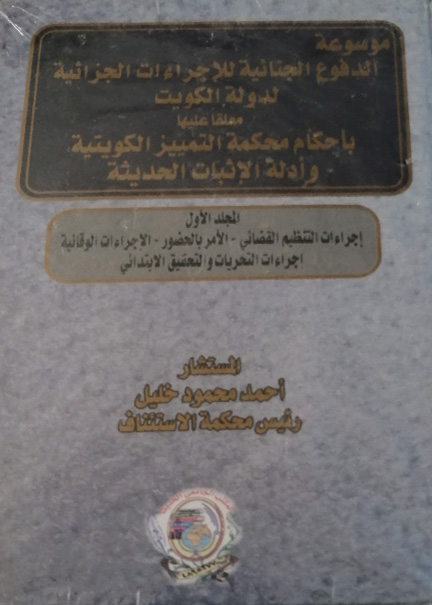 موسوعة
الدفوع الجنائية للإجراءات الجزائية
لدولة الكويت
معلقا عليها
بأحكام محكمة التمييز الكويتية
وأدلة الإثبات الحديثة
المجلد الأول
إجراءات التنظيم القضائي - الأمر بالحضور - الإجراءات الوقائية
إجراءات التحريات والتحقيق الابتدائي
المستشار
أحمد محمود خليل
رئيس محكمة الاستئناف